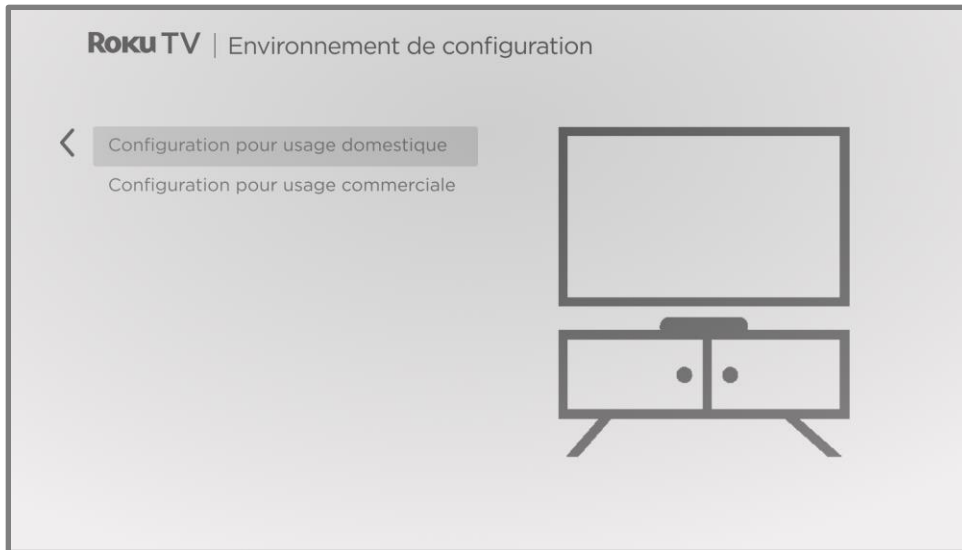 Roku TV | Environnement de configuration
Configuration pour usage domestique
Configuration pour usage commerciale